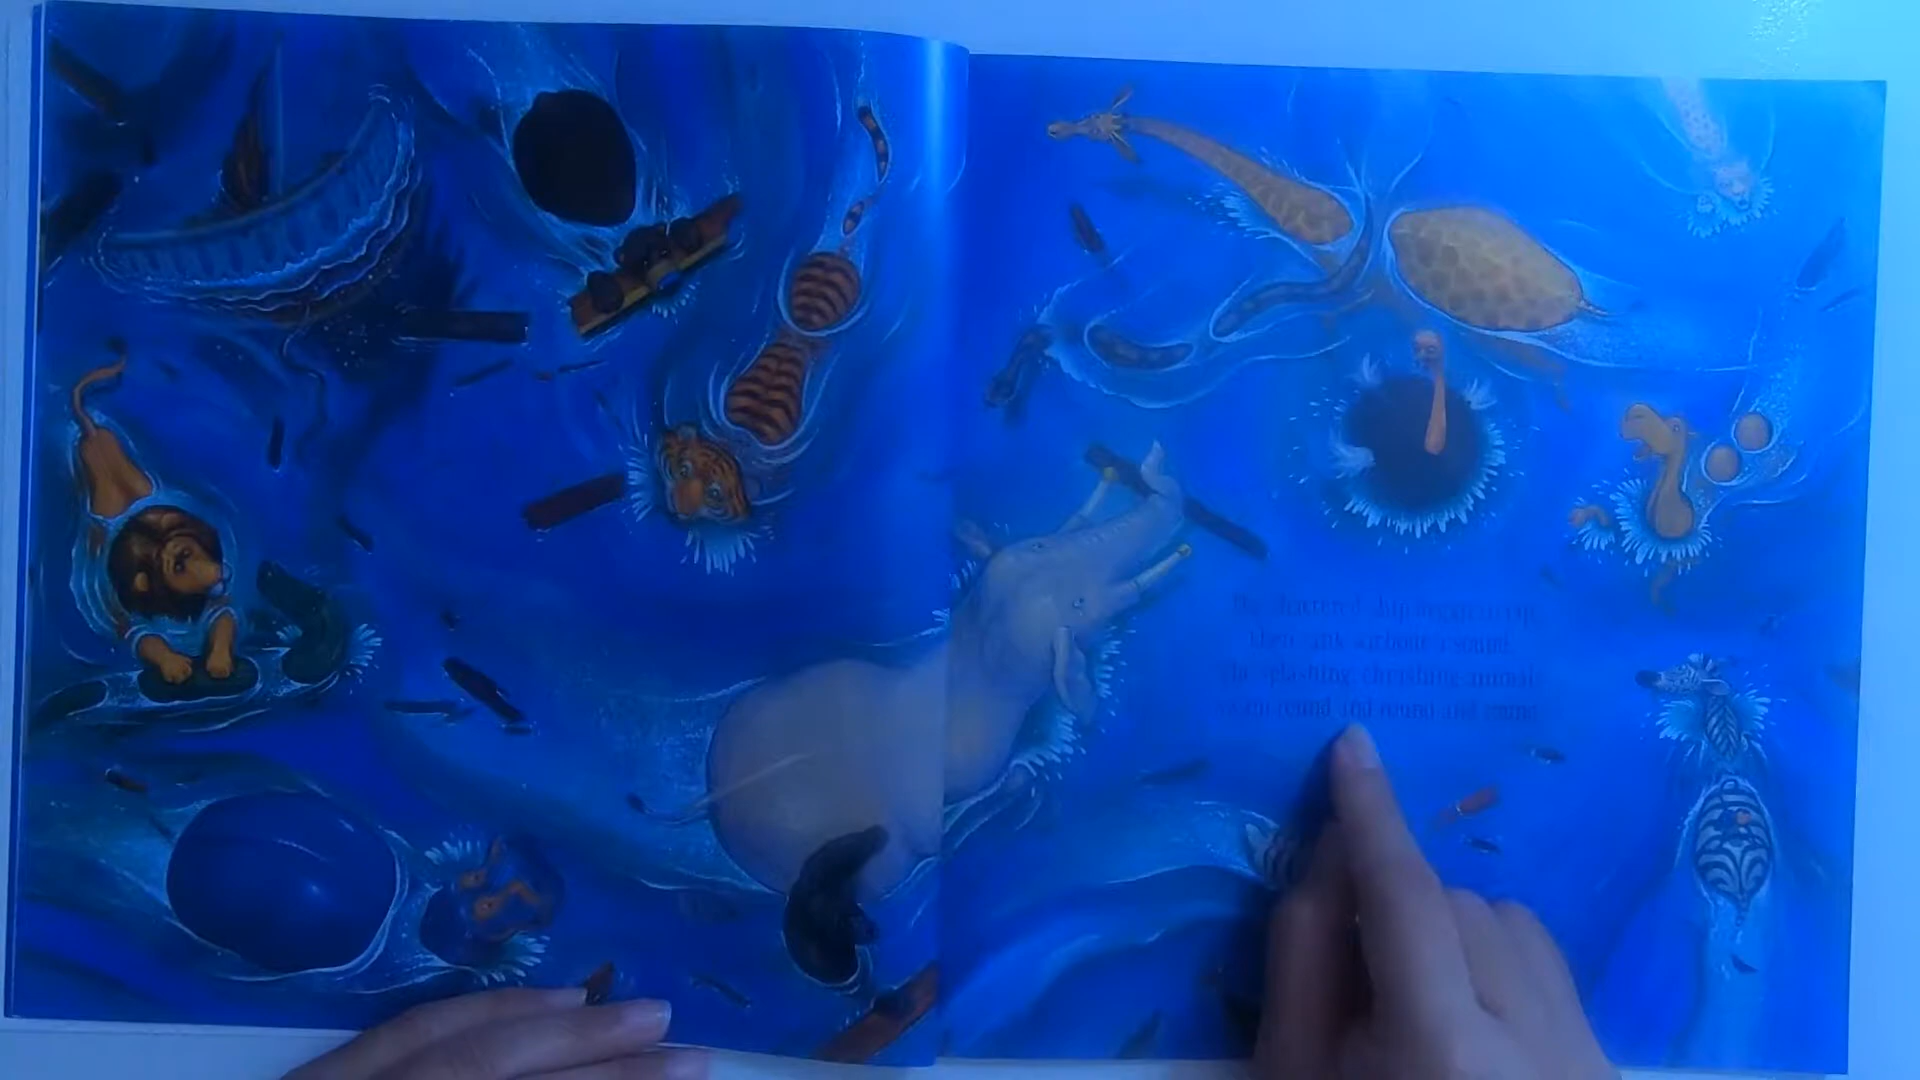 The shattered ship began to tip,
then sank without a sound.
The splashing, thrashing animals
swam round and round and round.